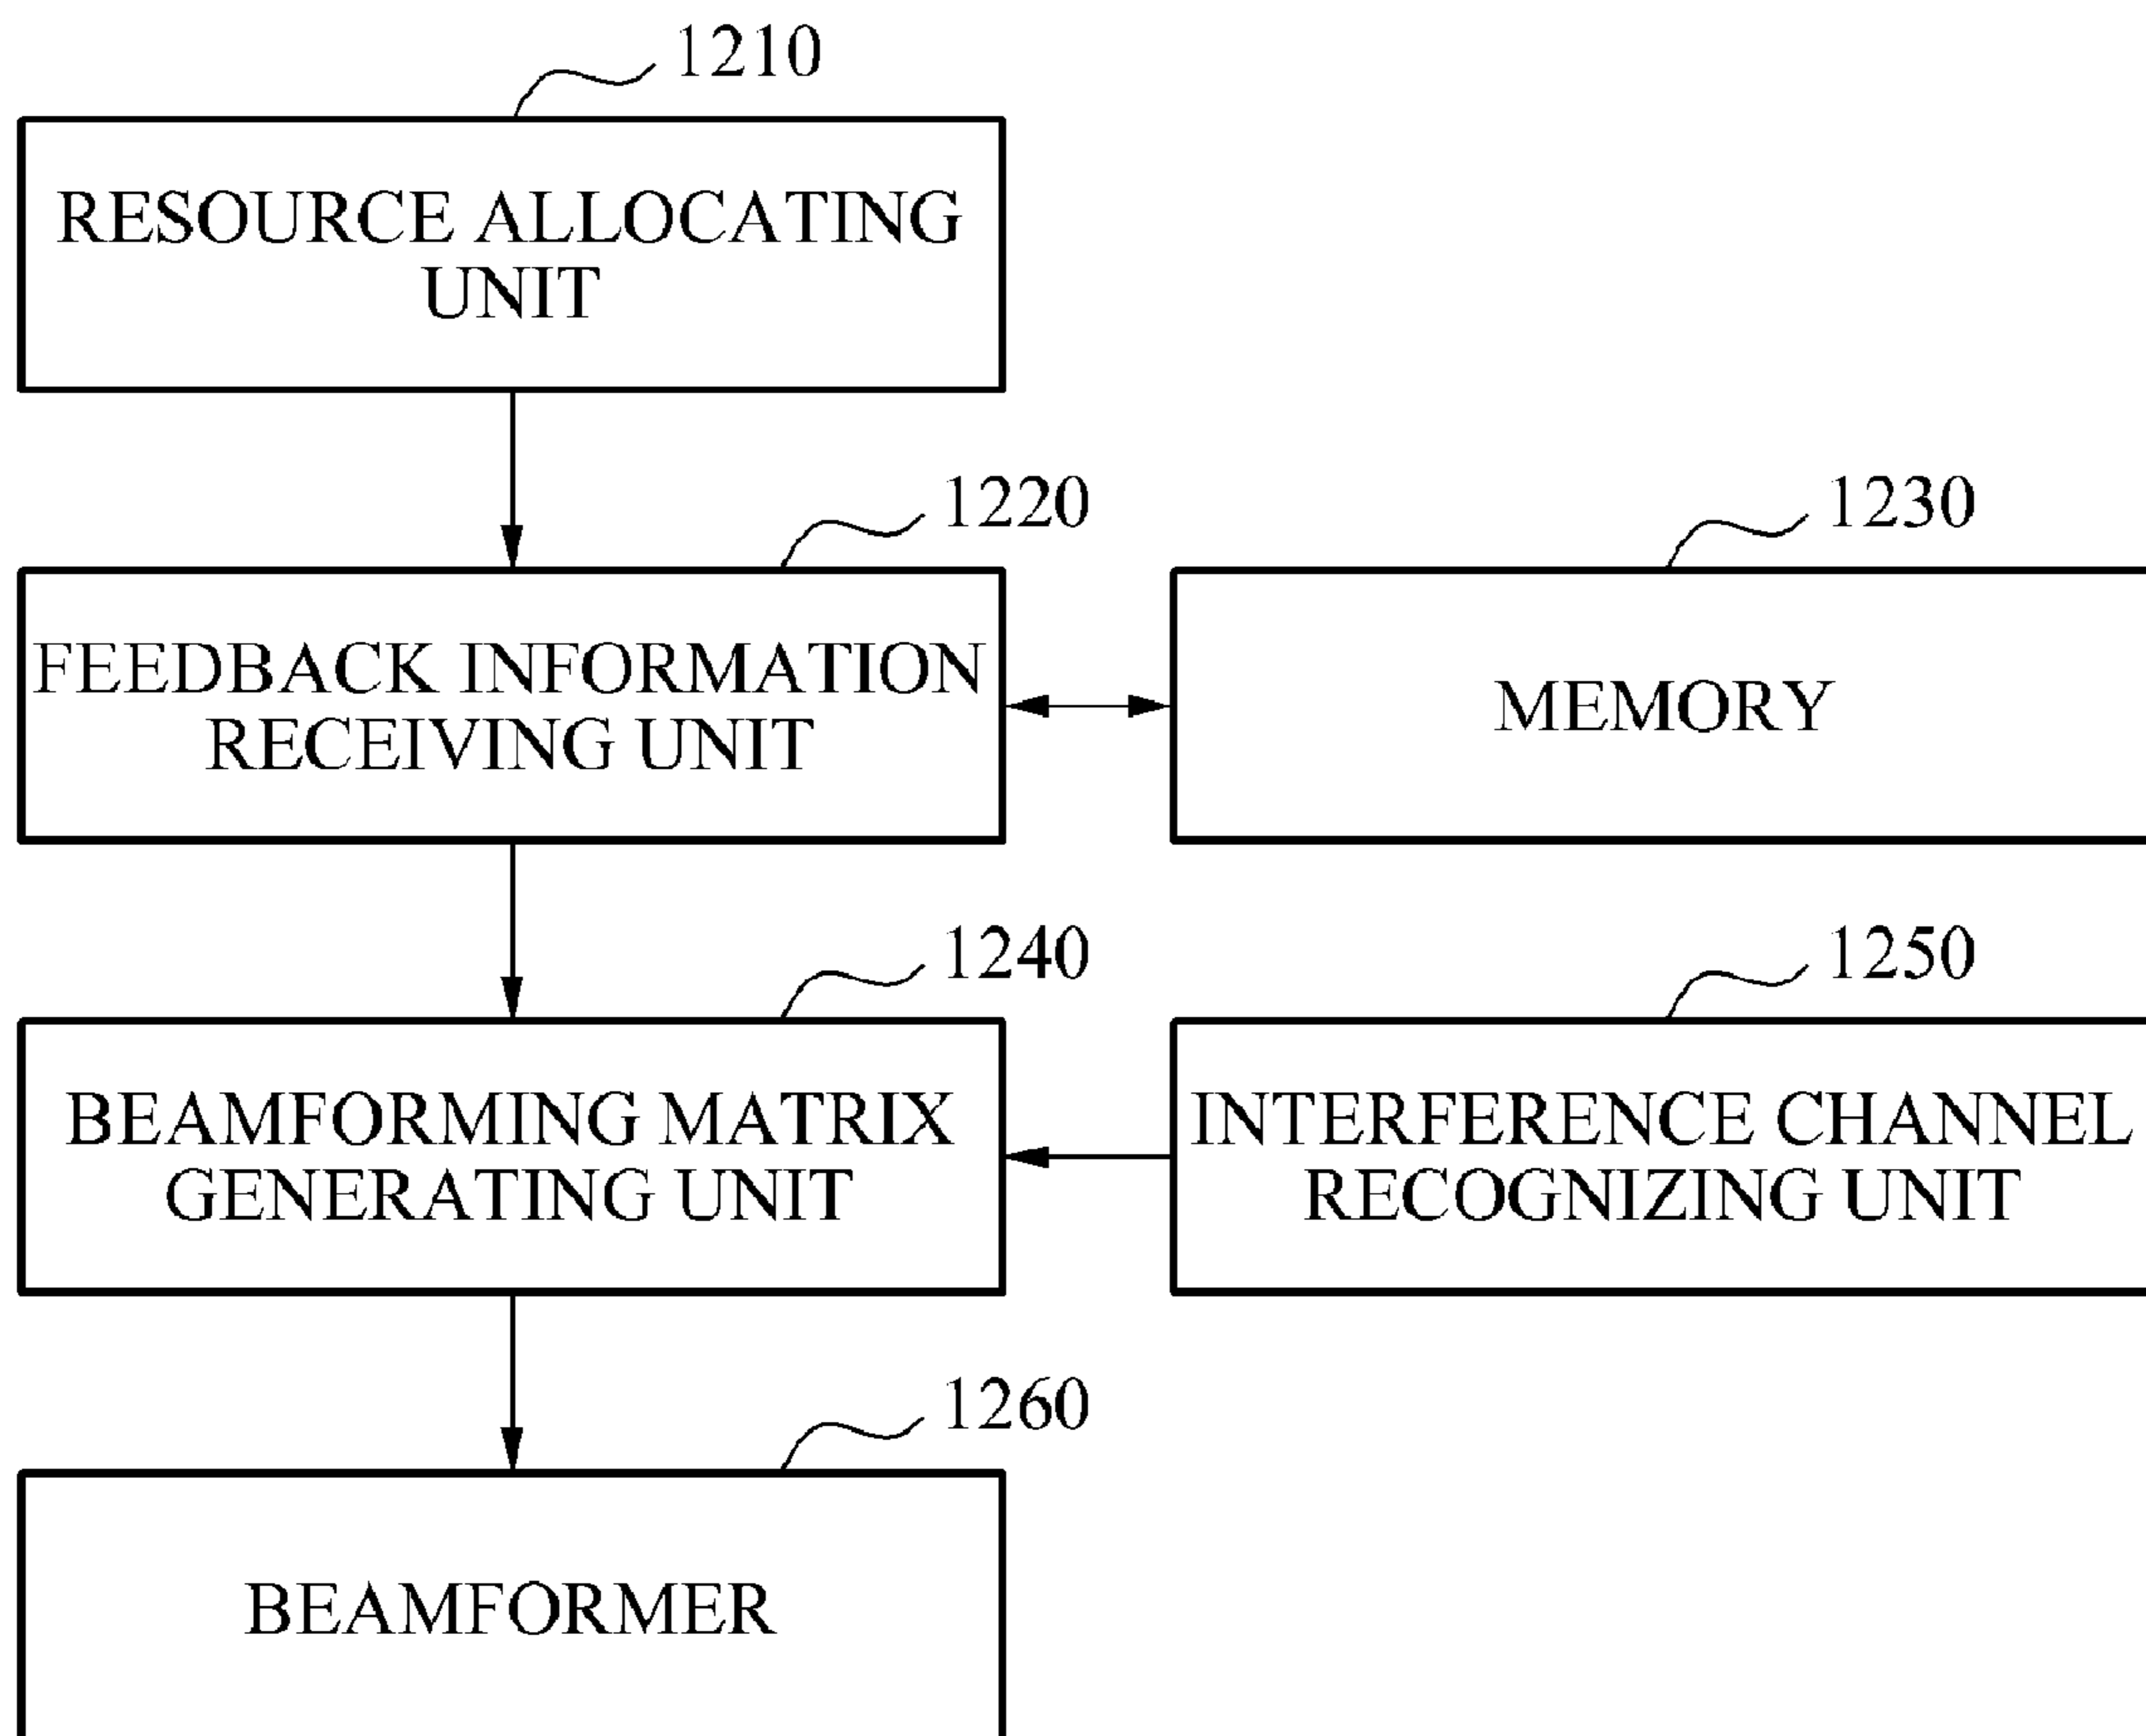 1210
RESOURCE ALLOCATING
UNIT
1220
FEEDBACK INFORMATION
RECEIVING UNIT
1230
MEMORY
1240
BEAMFORMING MATRIX
GENERATING UNIT
1250
INTERFERENCE CHANNEL
RECOGNIZING UNIT
1260
BEAMFORMER